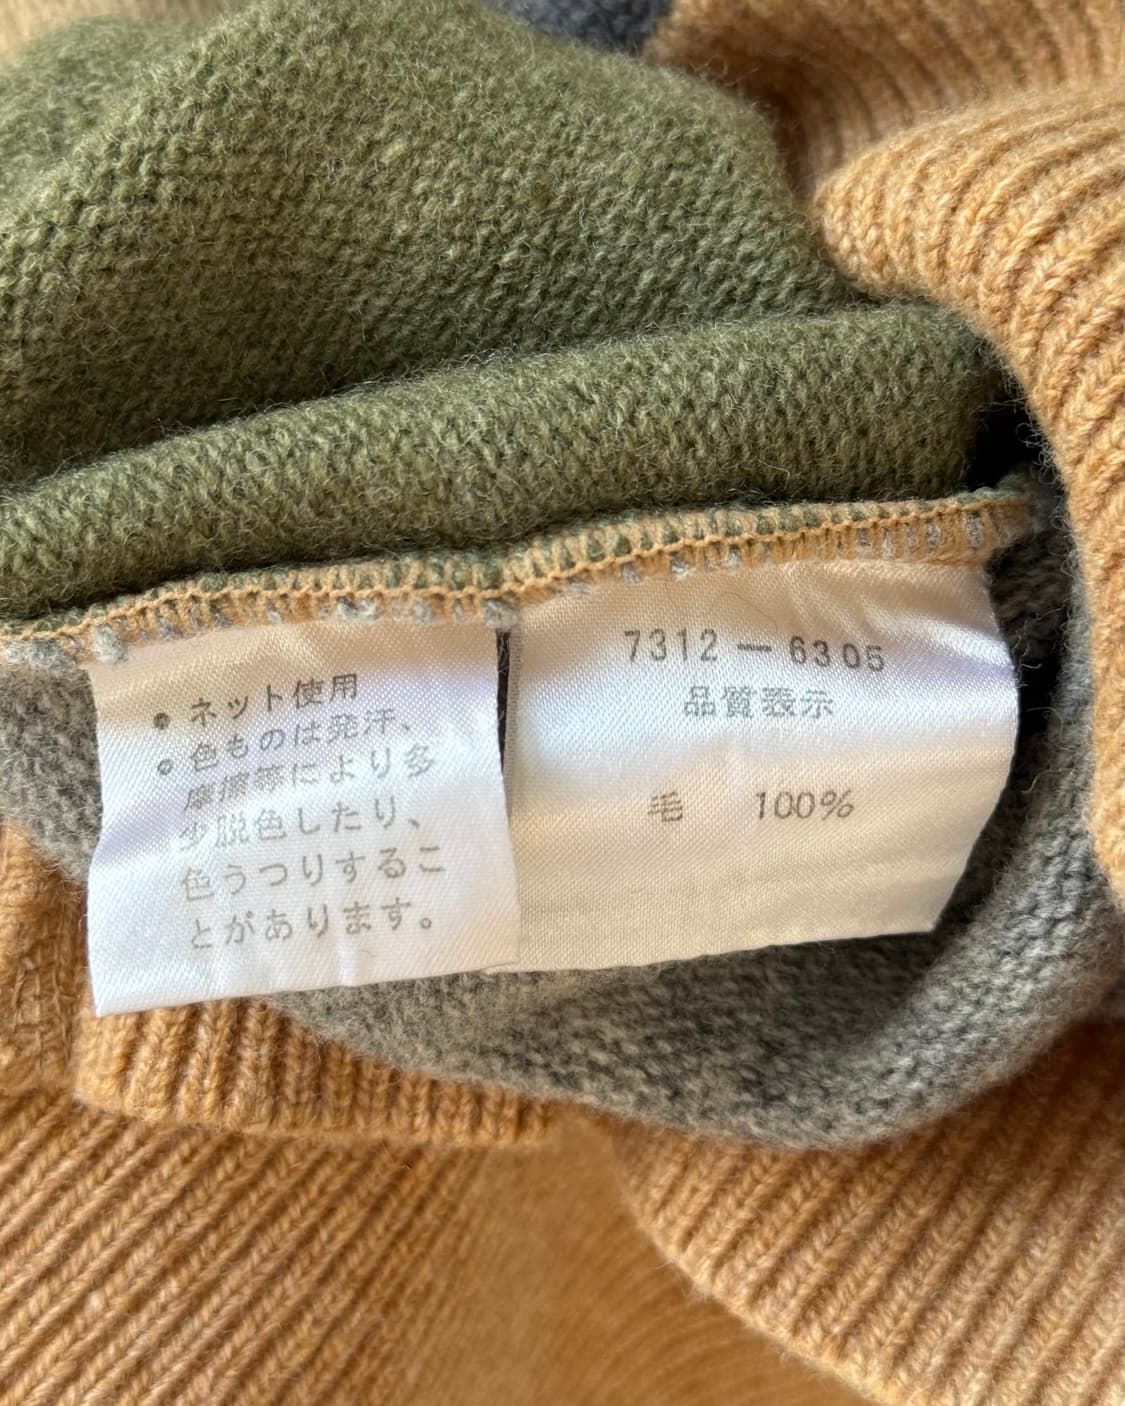 • ネット使用
• 色ものは発汗、
摩擦等により多
少脱色したり、
色うつりするこ
とがあります。
7312－6305
品質表示
毛 100%